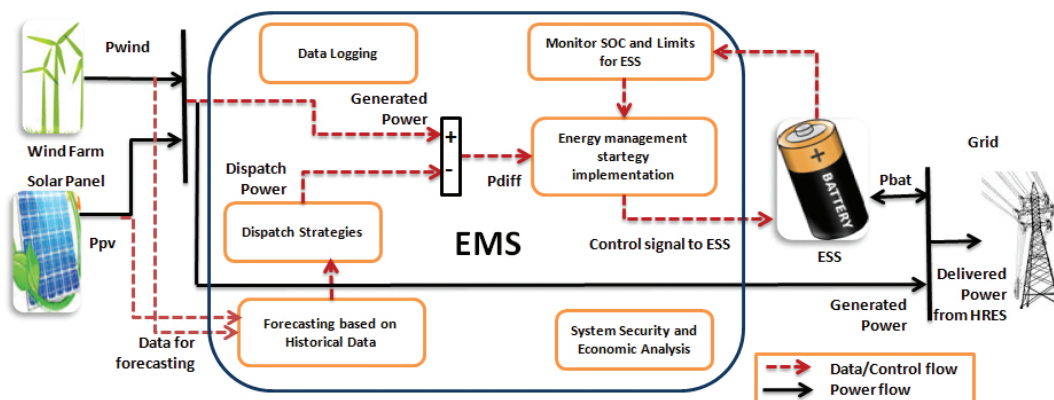 Pwind
Wind Farm
Solar Panel
Ppv
Data for
forecasting
Data Logging
Monitor SOC and Limits
for ESS
Generated
Power
+
-
Pdiff
Energy management
startegy
implementation
Dispatch
Power
Dispatch Strategies
EMS
Control signal to ESS
Forecasting based on
Historical Data
System Security and
Economic Analysis
+
BATTERY
ESS
Pbat
Grid
Generated
Power
Delivered
Power
from HRES
Data/Control flow
Power flow